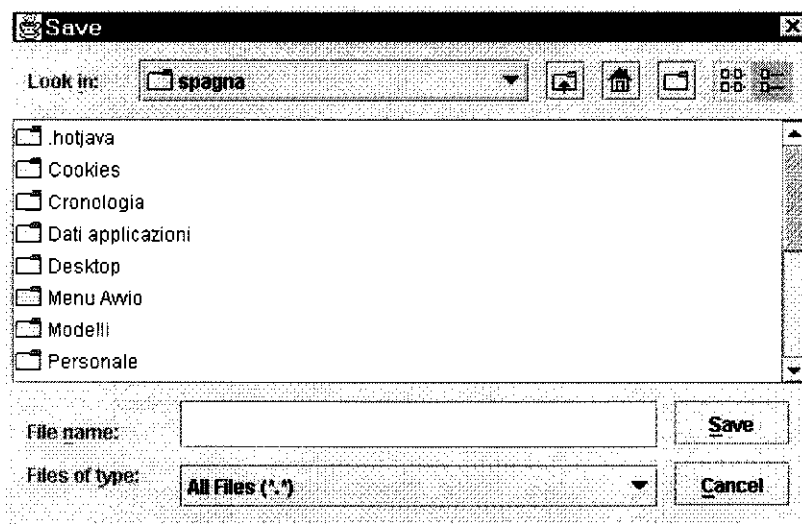 Save
Look in: spagna
.hotjava
Cookies
Cronologia
Dati applicazioni
Desktop
Menu Avvio
Modelli
Personale
File name: Save
Files of type: All Files (*.*) Cancel